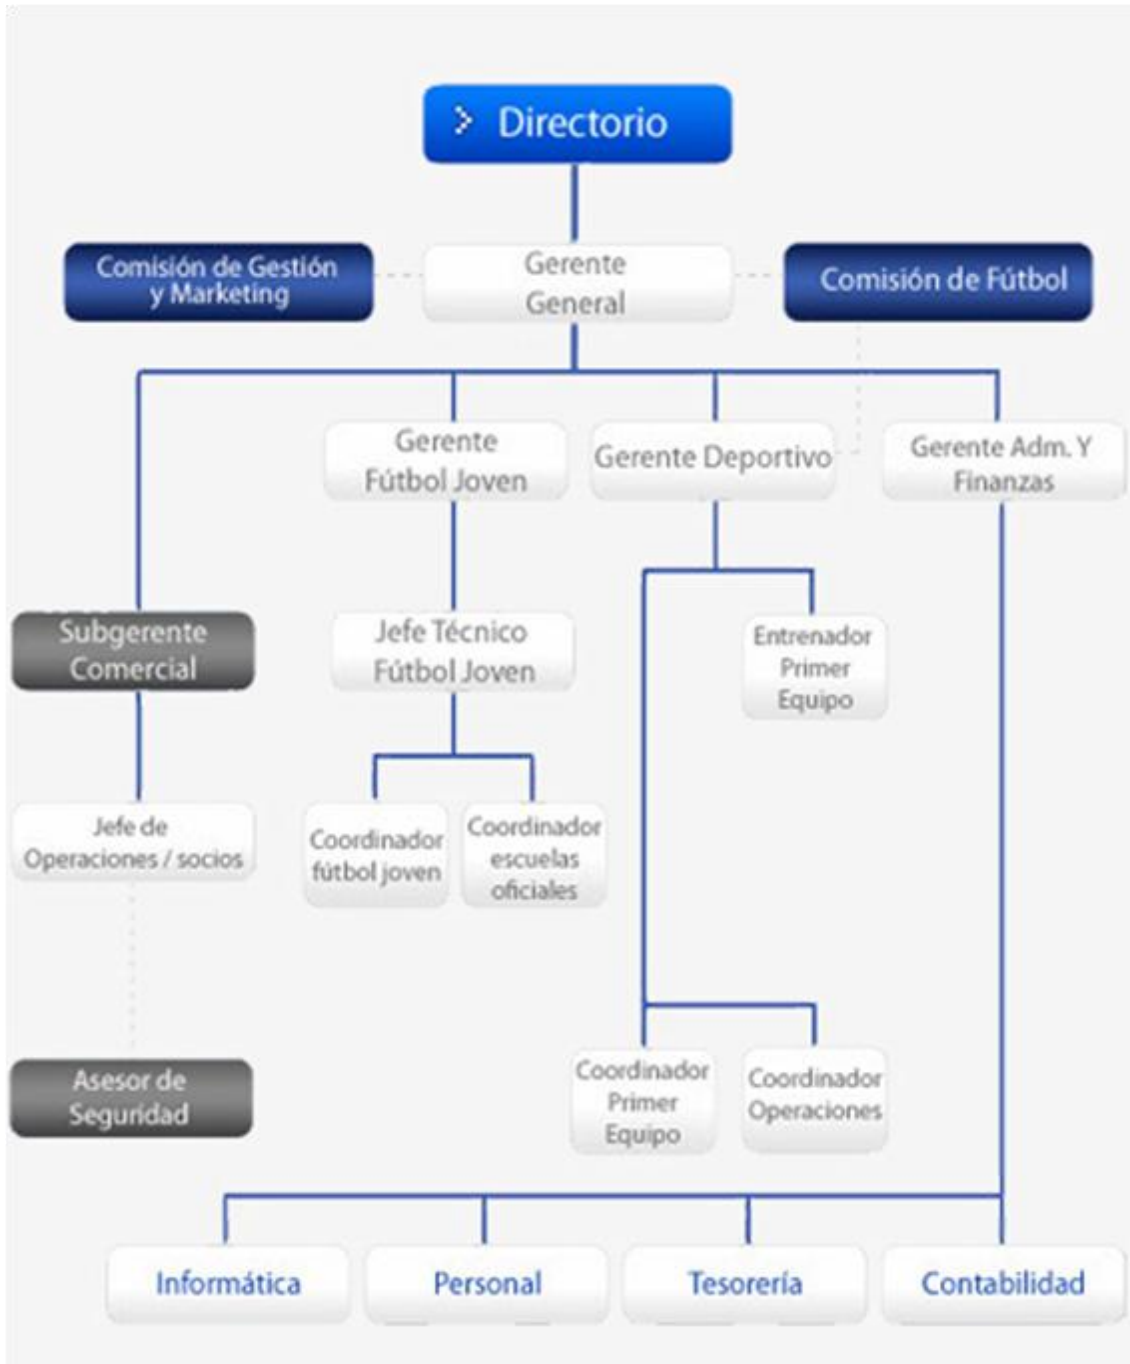 Directorio
Comisión de Gestión
y Marketing
Gerente
General
Comisión de Fútbol
Gerente
Fútbol Joven
Gerente Deportivo
Gerente Adm. Y
Finanzas
Subgerente
Comercial
Jefe Técnico
Fútbol Joven
Entrenador
Primer
Equipo
Jefe de
Operaciones / socios
Coordinador
fútbol joven
Coordinador
escuelas
oficiales
Asesor de
Seguridad
Coordinador
Primer
Equipo
Coordinador
Operaciones
Informática
Personal
Tesorería
Contabilidad